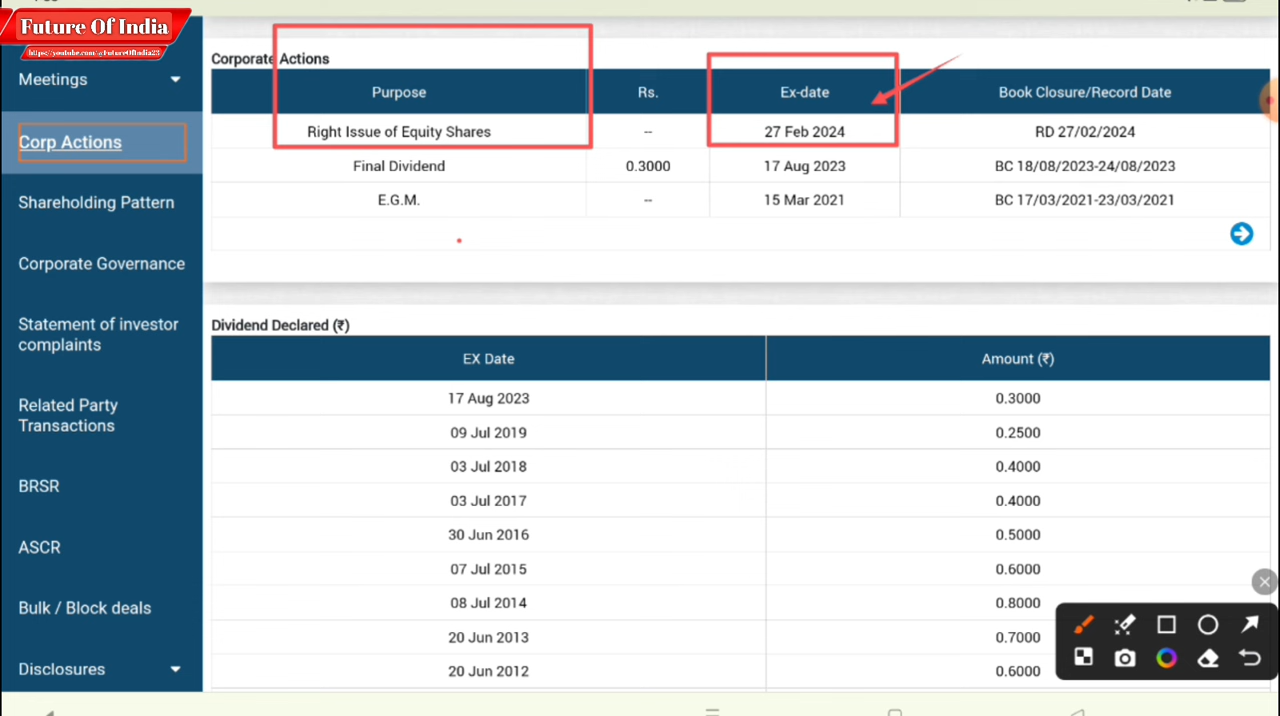 Future Of India
https://youtube.com/@FutureOfIndia23
Meetings
Corp Actions
Shareholding Pattern
Corporate Governance
Statement of investor
complaints
Related Party
Transactions
BRSR
ASCR
Bulk / Block deals
Disclosures
Corporate Actions
Purpose Rs. Ex-date Book Closure/Record Date
Right Issue of Equity Shares -- 27 Feb 2024 RD 27/02/2024
Final Dividend 0.3000 17 Aug 2023 BC 18/08/2023-24/08/2023
E.G.M. -- 15 Mar 2021 BC 17/03/2021-23/03/2021
Dividend Declared (₹)
EX Date Amount (₹)
17 Aug 2023 0.3000
09 Jul 2019 0.2500
03 Jul 2018 0.4000
03 Jul 2017 0.4000
30 Jun 2016 0.5000
07 Jul 2015 0.6000
08 Jul 2014 0.8000
20 Jun 2013 0.7000
20 Jun 2012 0.6000